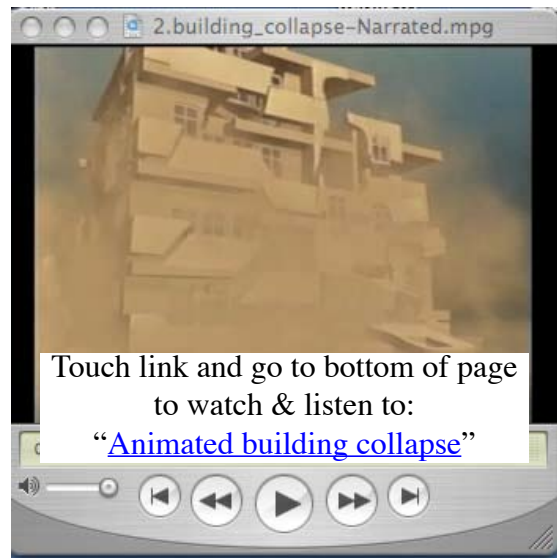 2.building_collapse-Narrated.mpg
Touch link and go to bottom of page
to watch & listen to:
“Animated building collapse”